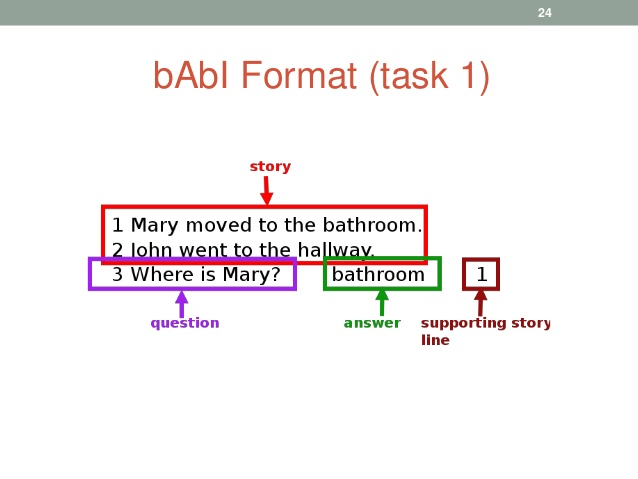 24
bAbI Format (task 1)
story
1 Mary moved to the bathroom.
2 John went to the hallway.
3 Where is Mary? bathroom 1
question answer supporting story
line